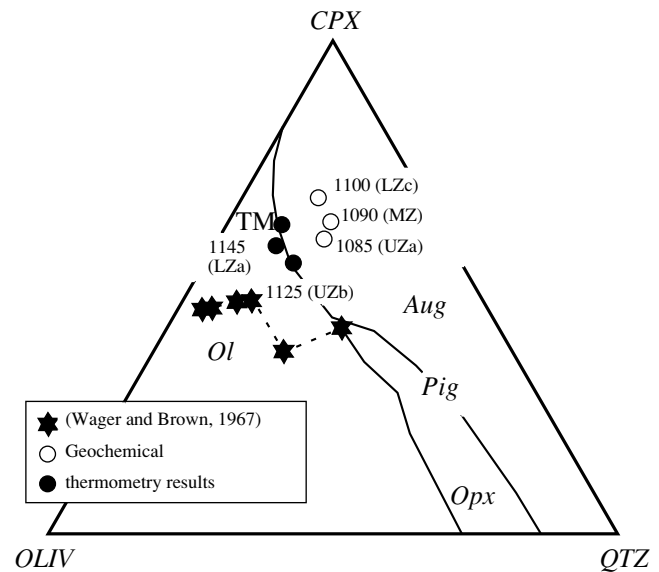 CPX
1100 (LZc)
1090 (MZ)
TM
1085 (UZa)
1145
(LZa)
1125 (UZb)
Aug
Ol
Pig
(Wager and Brown, 1967)
Geochemical
thermometry results
Opx
OLIV
QTZ